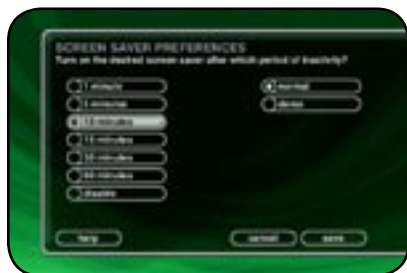 SCREEN SAVER PREFERENCES
Turn on the desired screen saver after which period of inactivity?
1 minute
5 minutes
10 minutes
15 minutes
30 minutes
60 minutes
disable
normal
demo
help
cancel
save